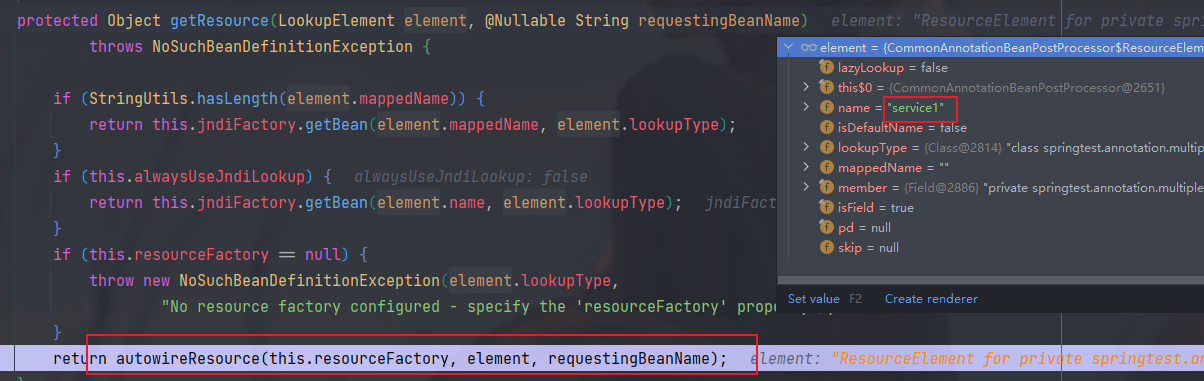 protected Object getResource(LookupElement element, @Nullable String requestingBeanName) element: "ResourceElement for private spri
throws NoSuchBeanDefinitionException {
if (StringUtils.hasLength(element.mappedName)) {
return this.jndiFactory.getBean(element.mappedName, element.lookupType);
}
if (this.alwaysUseJndiLookup) { alwaysUseJndiLookup: false
return this.jndiFactory.getBean(element.name, element.lookupType); jndiFact
}
if (this.resourceFactory == null) {
throw new NoSuchBeanDefinitionException(element.lookupType,
"No resource factory configured - specify the 'resourceFactory'
}
return autowireResource(this.resourceFactory, element, requestingBeanName); element: "ResourceElement for private springtest.an
element = {CommonAnnotationBeanPostProcessor$ResourceElem
lazyLookup = false
this$0 = {CommonAnnotationBeanPostProcessor@2651}
name = "service1"
isDefaultName = false
lookupType = {Class@2814} "class springtest.annotation.multiple
mappedName = ""
member = {Field@2886} "private springtest.annotation.multiple
isField = true
pd = null
skip = null
Set value F2 Create renderer